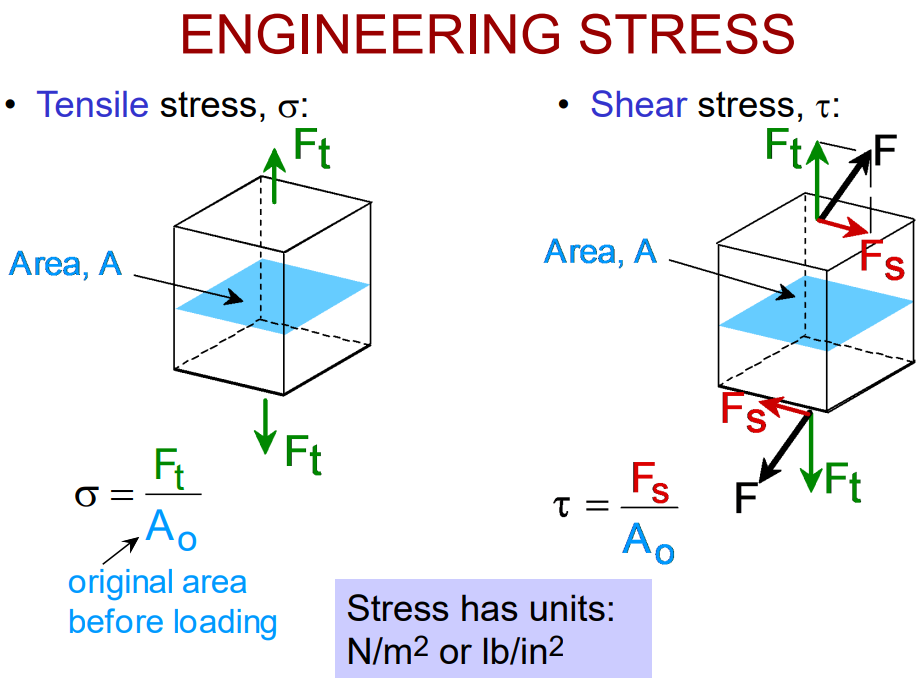 ENGINEERING STRESS
• Tensile stress, σ:
Ft
Area, A
Ft
σ = Ft / Ao
original area
before loading
• Shear stress, τ:
Ft
F
Area, A
Fs
Fs
F
Ft
τ = Fs / Ao
Stress has units:
N/m² or lb/in²